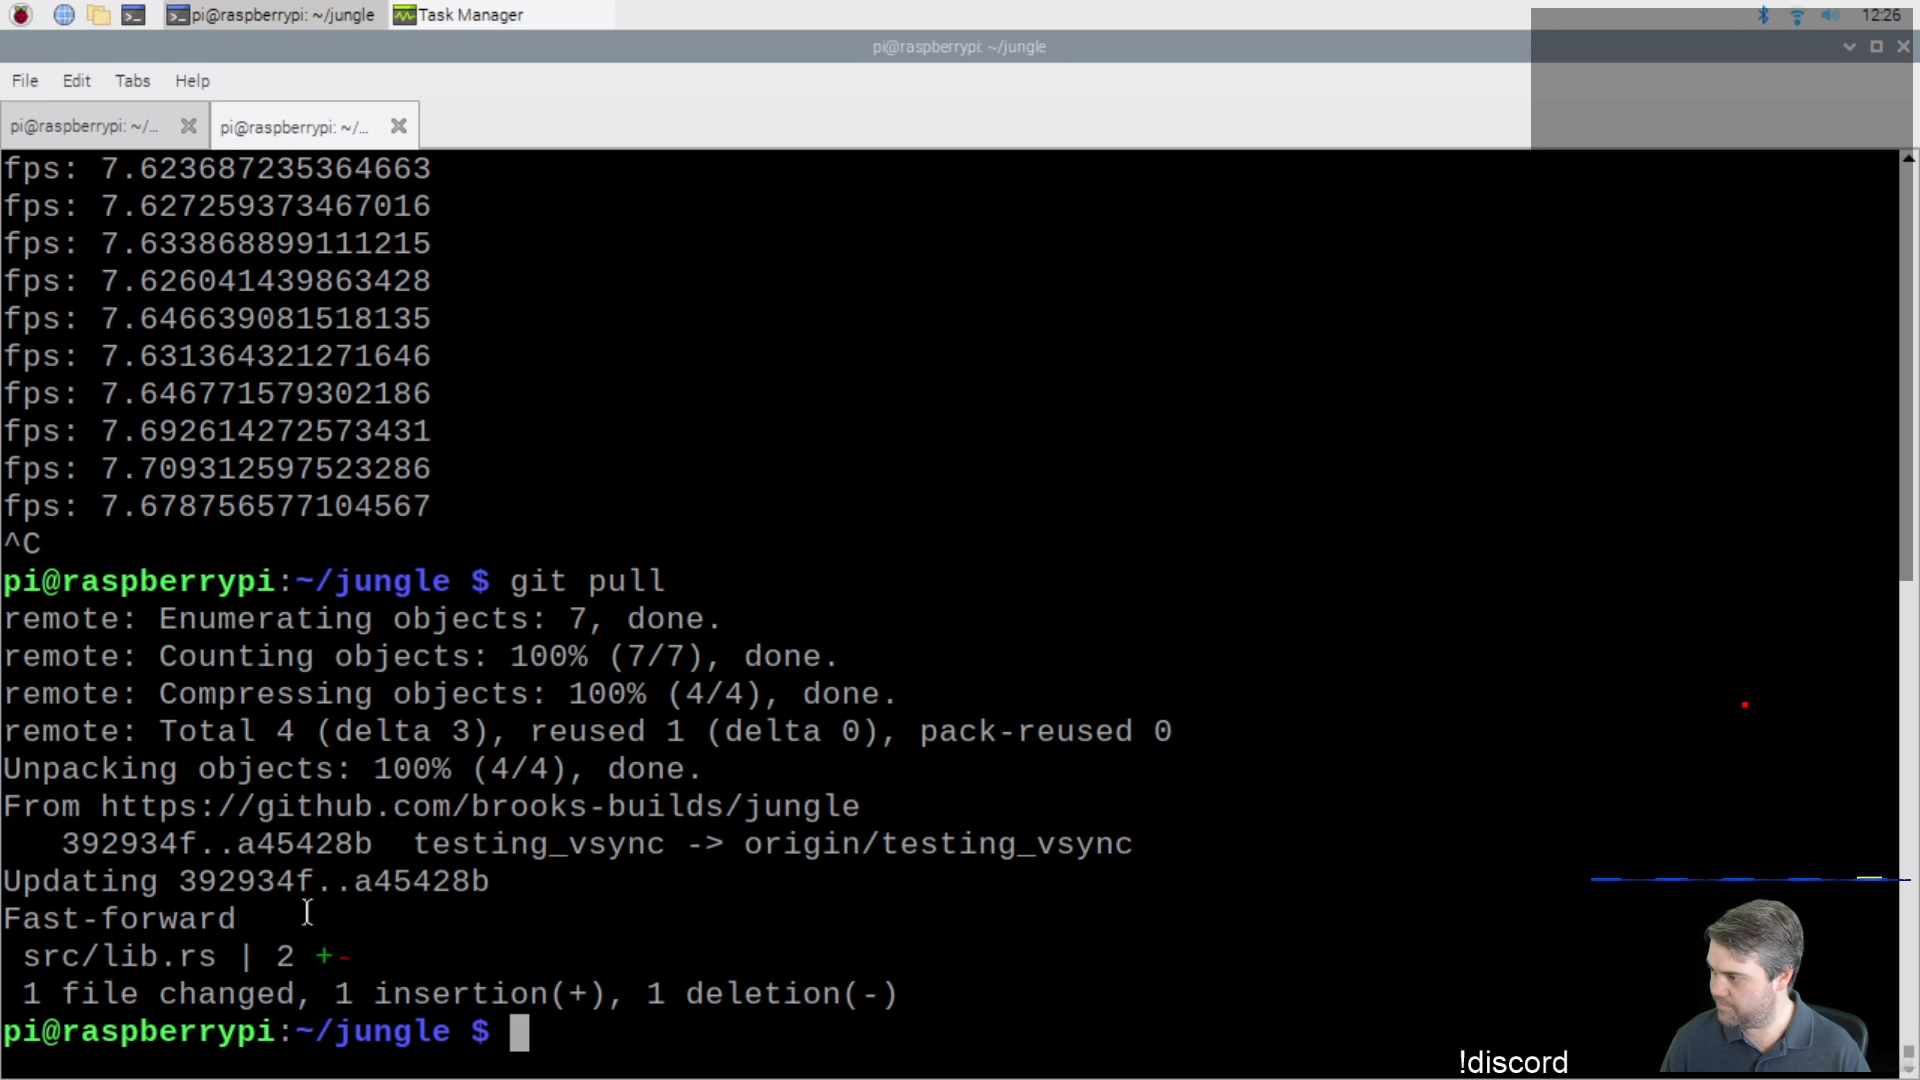 pi@raspberrypi: ~/jungle
Task Manager
12:26
pi@raspberrypi: ~/jungle
File Edit Tabs Help
pi@raspberrypi: ~/...
pi@raspberrypi: ~/...
fps: 7.623687235364663
fps: 7.627259373467016
fps: 7.633868899111215
fps: 7.626041439863428
fps: 7.646639081518135
fps: 7.631364321271646
fps: 7.646771579302186
fps: 7.692614272573431
fps: 7.709312597523286
fps: 7.678756577104567
^C
pi@raspberrypi:~/jungle $ git pull
remote: Enumerating objects: 7, done.
remote: Counting objects: 100% (7/7), done.
remote: Compressing objects: 100% (4/4), done.
remote: Total 4 (delta 3), reused 1 (delta 0), pack-reused 0
Unpacking objects: 100% (4/4), done.
From https://github.com/brooks-builds/jungle
   392934f..a45428b  testing_vsync -> origin/testing_vsync
Updating 392934f..a45428b
Fast-forward
 src/lib.rs | 2 +-
 1 file changed, 1 insertion(+), 1 deletion(-)
pi@raspberrypi:~/jungle $
!discord